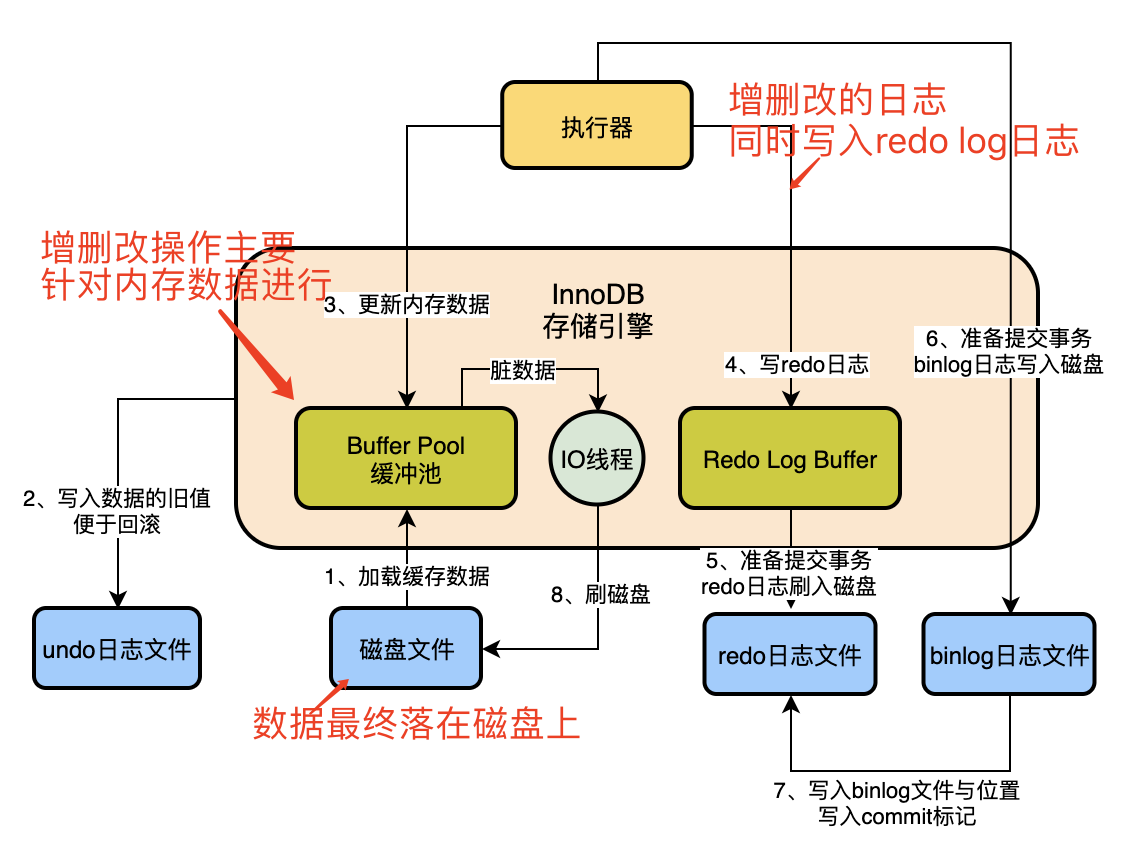 执行器
增删改的日志
同时写入redo log日志
增删改操作主要
针对内存数据进行
InnoDB
存储引擎
3、更新内存数据
6、准备提交事务
binlog日志写入磁盘
脏数据
4、写redo日志
Buffer Pool
缓冲池
IO线程
Redo Log Buffer
2、写入数据的旧值
便于回滚
1、加载缓存数据
8、刷磁盘
5、准备提交事务
redo日志刷入磁盘
undo日志文件
磁盘文件
redo日志文件
binlog日志文件
数据最终落在磁盘上
7、写入binlog文件与位置
写入commit标记